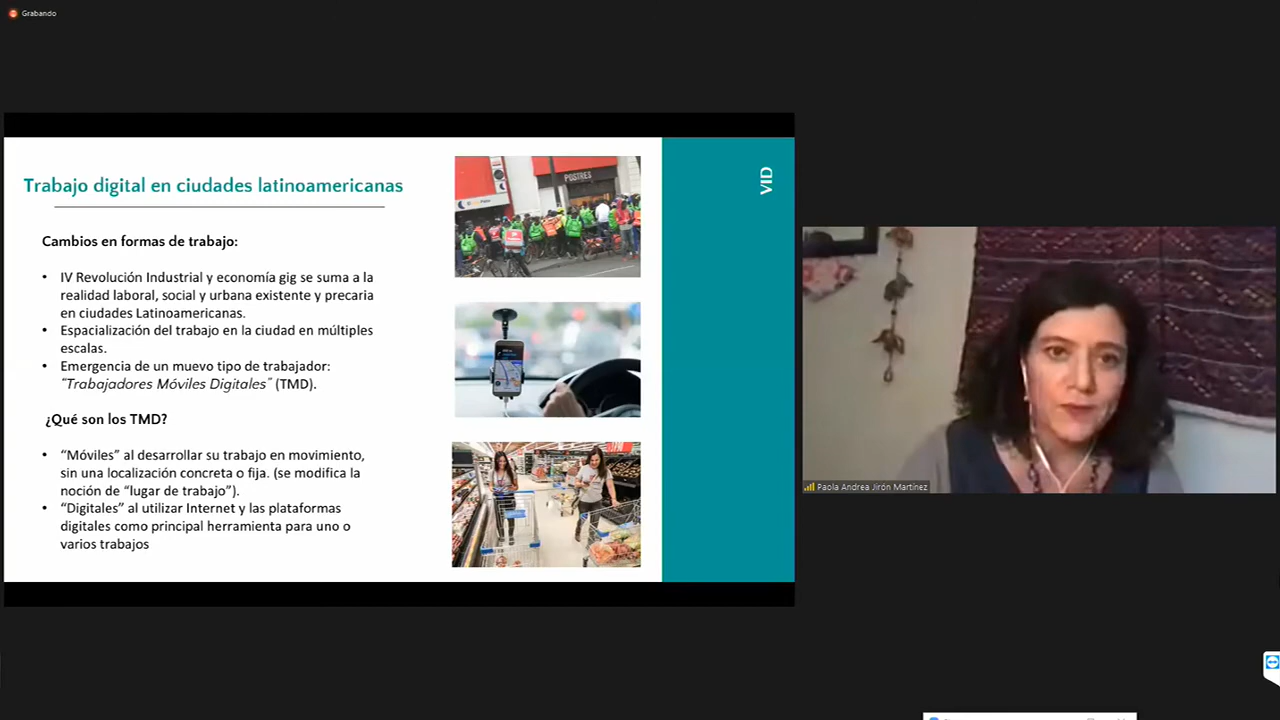 Grabando
Trabajo digital en ciudades latinoamericanas
Cambios en formas de trabajo:
• IV Revolución Industrial y economía gig se suma a la
realidad laboral, social y urbana existente y precaria
en ciudades Latinoamericanas.
• Espacialización del trabajo en la ciudad en múltiples
escalas.
• Emergencia de un muevo tipo de trabajador:
“Trabajadores Móviles Digitales” (TMD).
¿Qué son los TMD?
• “Móviles” al desarrollar su trabajo en movimiento,
sin una localización concreta o fija. (se modifica la
noción de “lugar de trabajo”).
• “Digitales” al utilizar Internet y las plataformas
digitales como principal herramienta para uno o
varios trabajos
POSTRES
VID
Paola Andrea Jirón Martínez